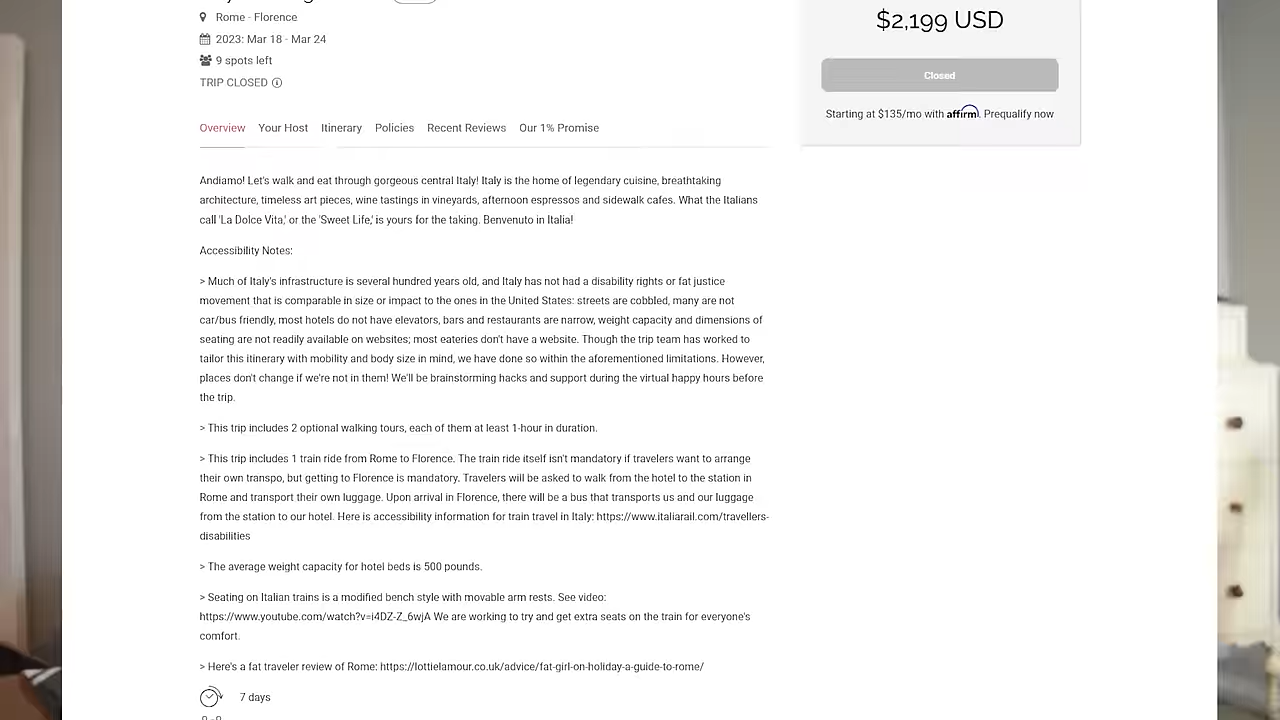 Rome - Florence
$2,199 USD
2023: Mar 18 - Mar 24
9 spots left
Closed
TRIP CLOSED
Starting at $135/mo with affirm. Prequalify now
Overview Your Host Itinerary Policies Recent Reviews Our 1% Promise
Andiamo! Let's walk and eat through gorgeous central Italy! Italy is the home of legendary cuisine, breathtaking
architecture, timeless art pieces, wine tastings in vineyards, afternoon espressos and sidewalk cafes. What the Italians
call 'La Dolce Vita,' or the 'Sweet Life,' is yours for the taking. Benvenuto in Italia!
Accessibility Notes:
> Much of Italy's infrastructure is several hundred years old, and Italy has not had a disability rights or fat justice
movement that is comparable in size or impact to the ones in the United States: streets are cobbled, many are not
car/bus friendly, most hotels do not have elevators, bars and restaurants are narrow, weight capacity and dimensions of
seating are not readily available on websites; most eateries don't have a website. Though the trip team has worked to
tailor this itinerary with mobility and body size in mind, we have done so within the aforementioned limitations. However,
places don't change if we're not in them! We'll be brainstorming hacks and support during the virtual happy hours before
the trip.
> This trip includes 2 optional walking tours, each of them at least 1-hour in duration.
> This trip includes 1 train ride from Rome to Florence. The train ride itself isn't mandatory if travelers want to arrange
their own transpo, but getting to Florence is mandatory. Travelers will be asked to walk from the hotel to the station in
Rome and transport their own luggage. Upon arrival in Florence, there will be a bus that transports us and our luggage
from the station to our hotel. Here is accessibility information for train travel in Italy: https://www.italiarail.com/travellers-
disabilities
> The average weight capacity for hotel beds is 500 pounds.
> Seating on Italian trains is a modified bench style with movable arm rests. See video:
https://www.youtube.com/watch?v=i4DZ-Z_6wjA We are working to try and get extra seats on the train for everyone's
comfort.
> Here's a fat traveler review of Rome: https://lottielamour.co.uk/advice/fat-girl-on-holiday-a-guide-to-rome/
7 days